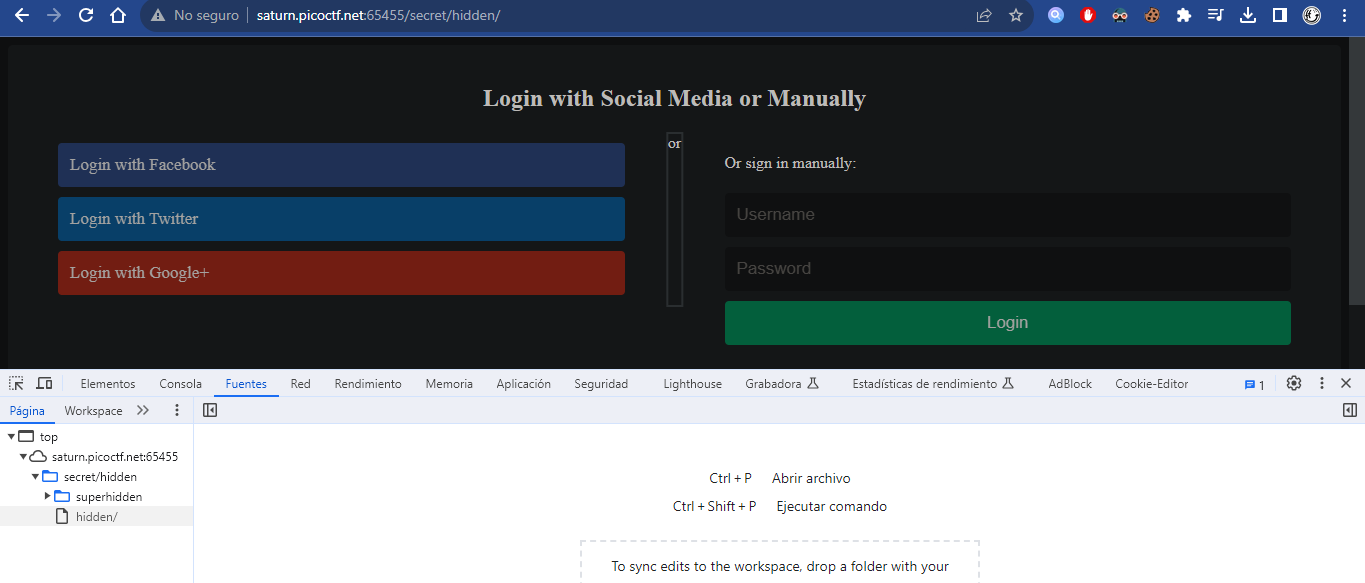 No seguro saturn.picoctf.net:65455/secret/hidden/
Login with Social Media or Manually
Login with Facebook
Login with Twitter
Login with Google+
or
Or sign in manually:
Username
Password
Login
Elementos Consola Fuentes Red Rendimiento Memoria Aplicación Seguridad Lighthouse Grabadora Estadísticas de rendimiento AdBlock Cookie-Editor 1
Página Workspace
top
saturn.picoctf.net:65455
secret/hidden
superhidden
hidden/
Ctrl + P Abrir archivo
Ctrl + Shift + P Ejecutar comando
To sync edits to the workspace, drop a folder with your